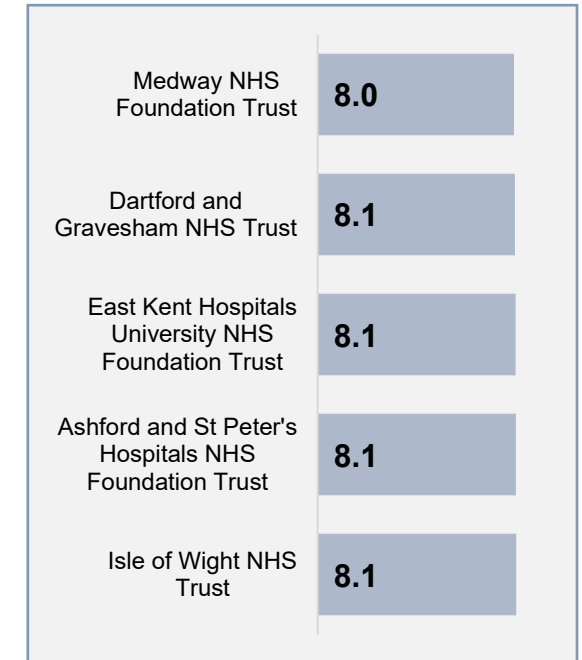 Medway NHS
Foundation Trust
8.0
Dartford and
Gravesham NHS Trust
8.1
East Kent Hospitals
University NHS
Foundation Trust
8.1
Ashford and St Peter's
Hospitals NHS
Foundation Trust
8.1
Isle of Wight NHS
Trust
8.1